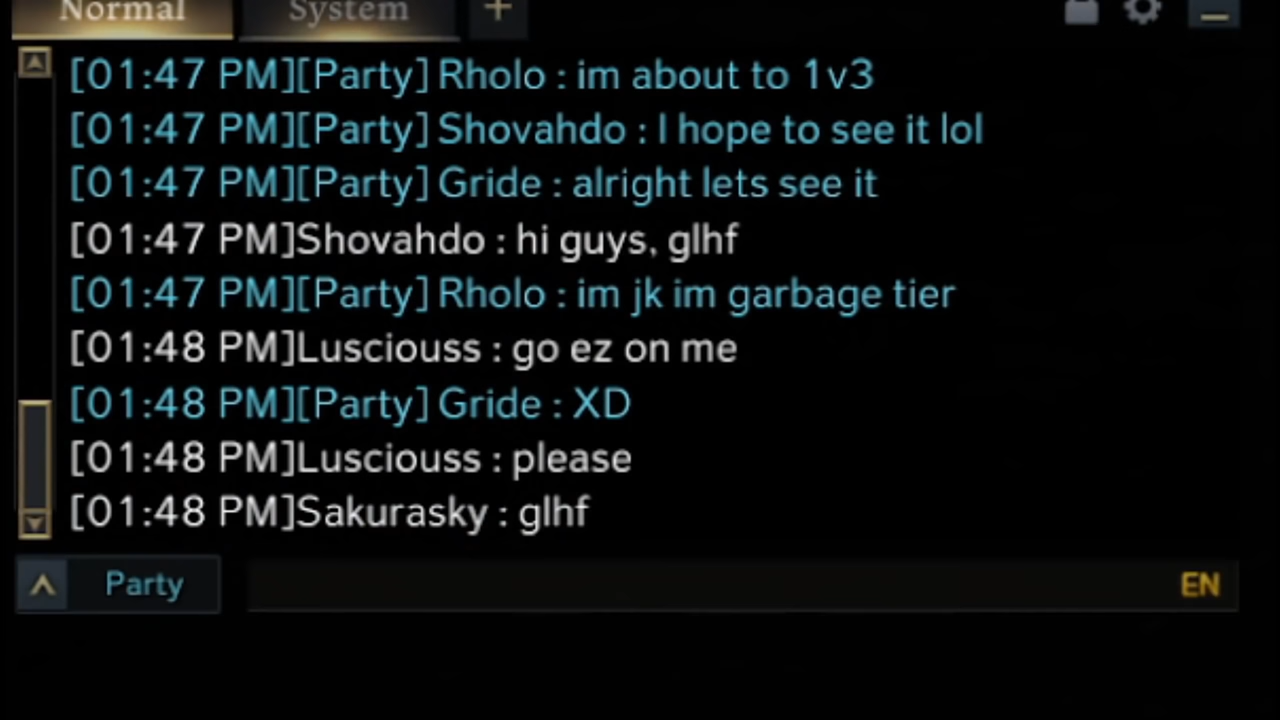 Normal System +
[01:47 PM][Party] Rholo : im about to 1v3
[01:47 PM][Party] Shovahdo : I hope to see it lol
[01:47 PM][Party] Gride : alright lets see it
[01:47 PM]Shovahdo : hi guys, glhf
[01:47 PM][Party] Rholo : im jk im garbage tier
[01:48 PM]Lusciouss : go ez on me
[01:48 PM][Party] Gride : XD
[01:48 PM]Lusciouss : please
[01:48 PM]Sakurasky : glhf
Party EN